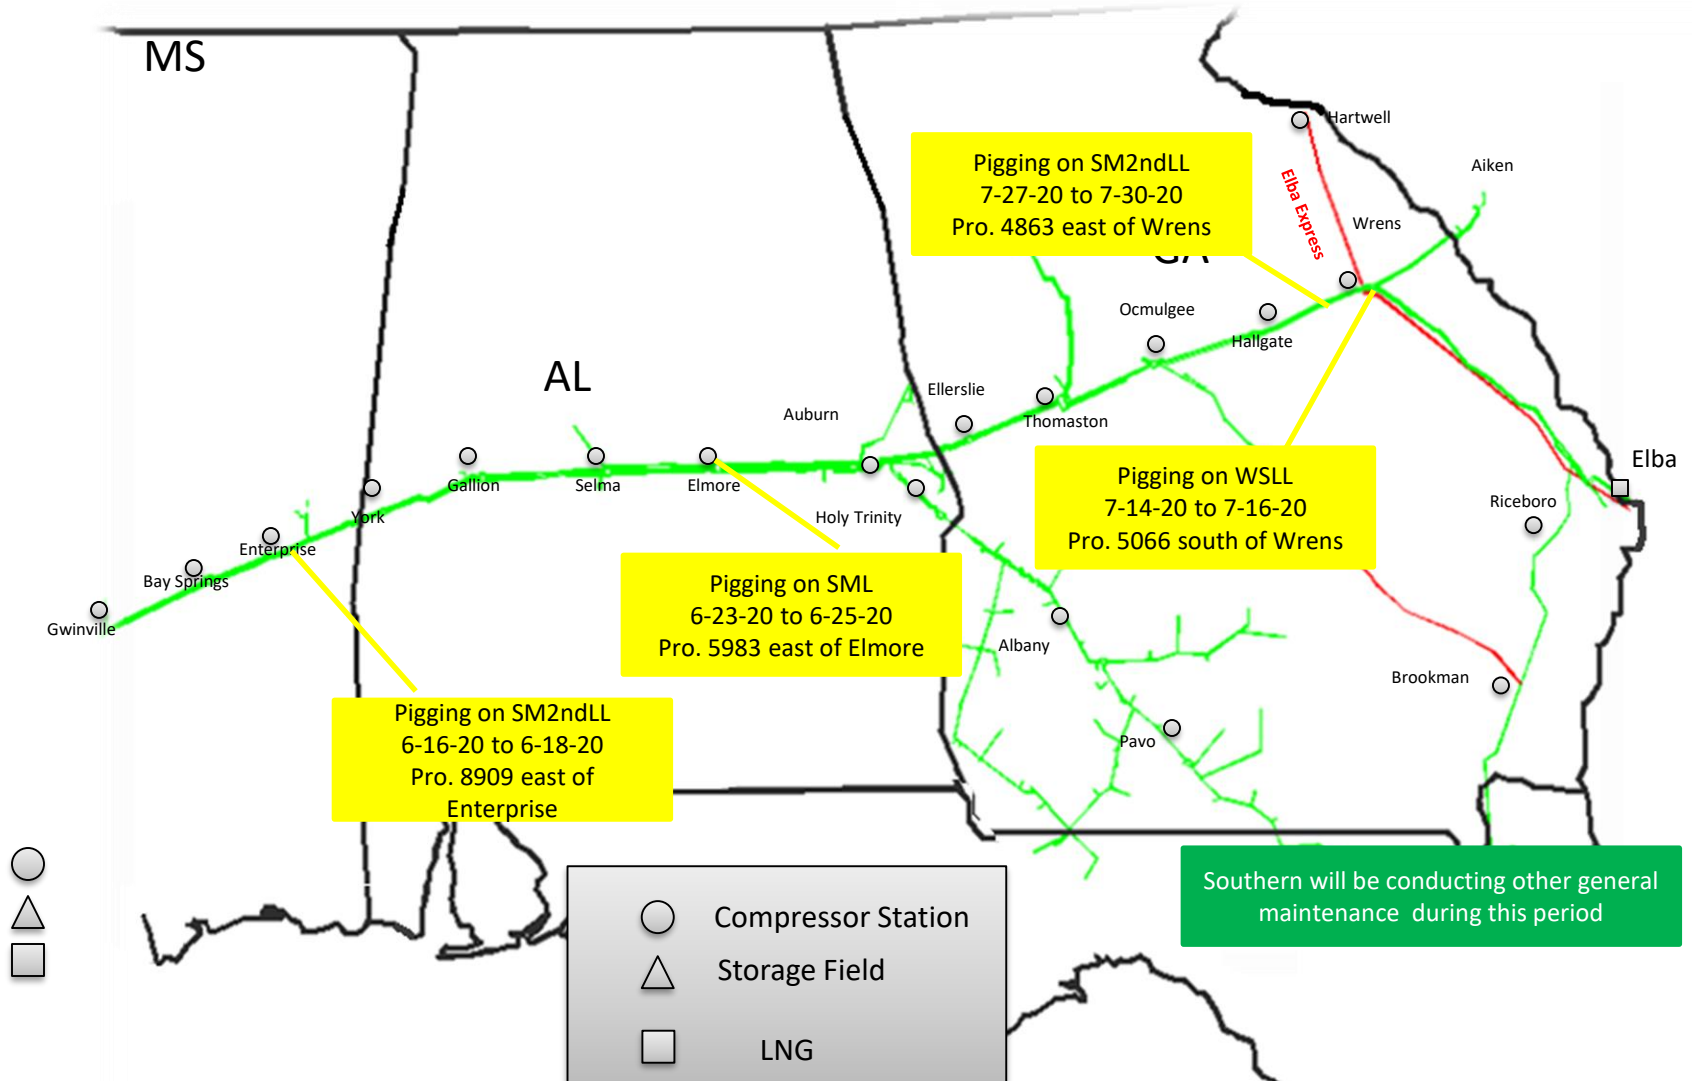 MS
Hartwell
Pigging on SM2ndLL
7-27-20 to 7-30-20
Pro. 4863 east of Wrens
Aiken
Elba Express
Wrens
GA
Ocmulgee
Hallgate
AL
Ellerslie
Auburn
Thomaston
Elba
Gallion
Selma
Elmore
Pigging on WSLL
7-14-20 to 7-16-20
Pro. 5066 south of Wrens
Riceboro
York
Holy Trinity
Enterprise
Bay Springs
Pigging on SML
6-23-20 to 6-25-20
Pro. 5983 east of Elmore
Gwinville
Albany
Brookman
Pigging on SM2ndLL
6-16-20 to 6-18-20
Pro. 8909 east of
Enterprise
Pavo
Southern will be conducting other general
maintenance during this period
Compressor Station
Storage Field
LNG